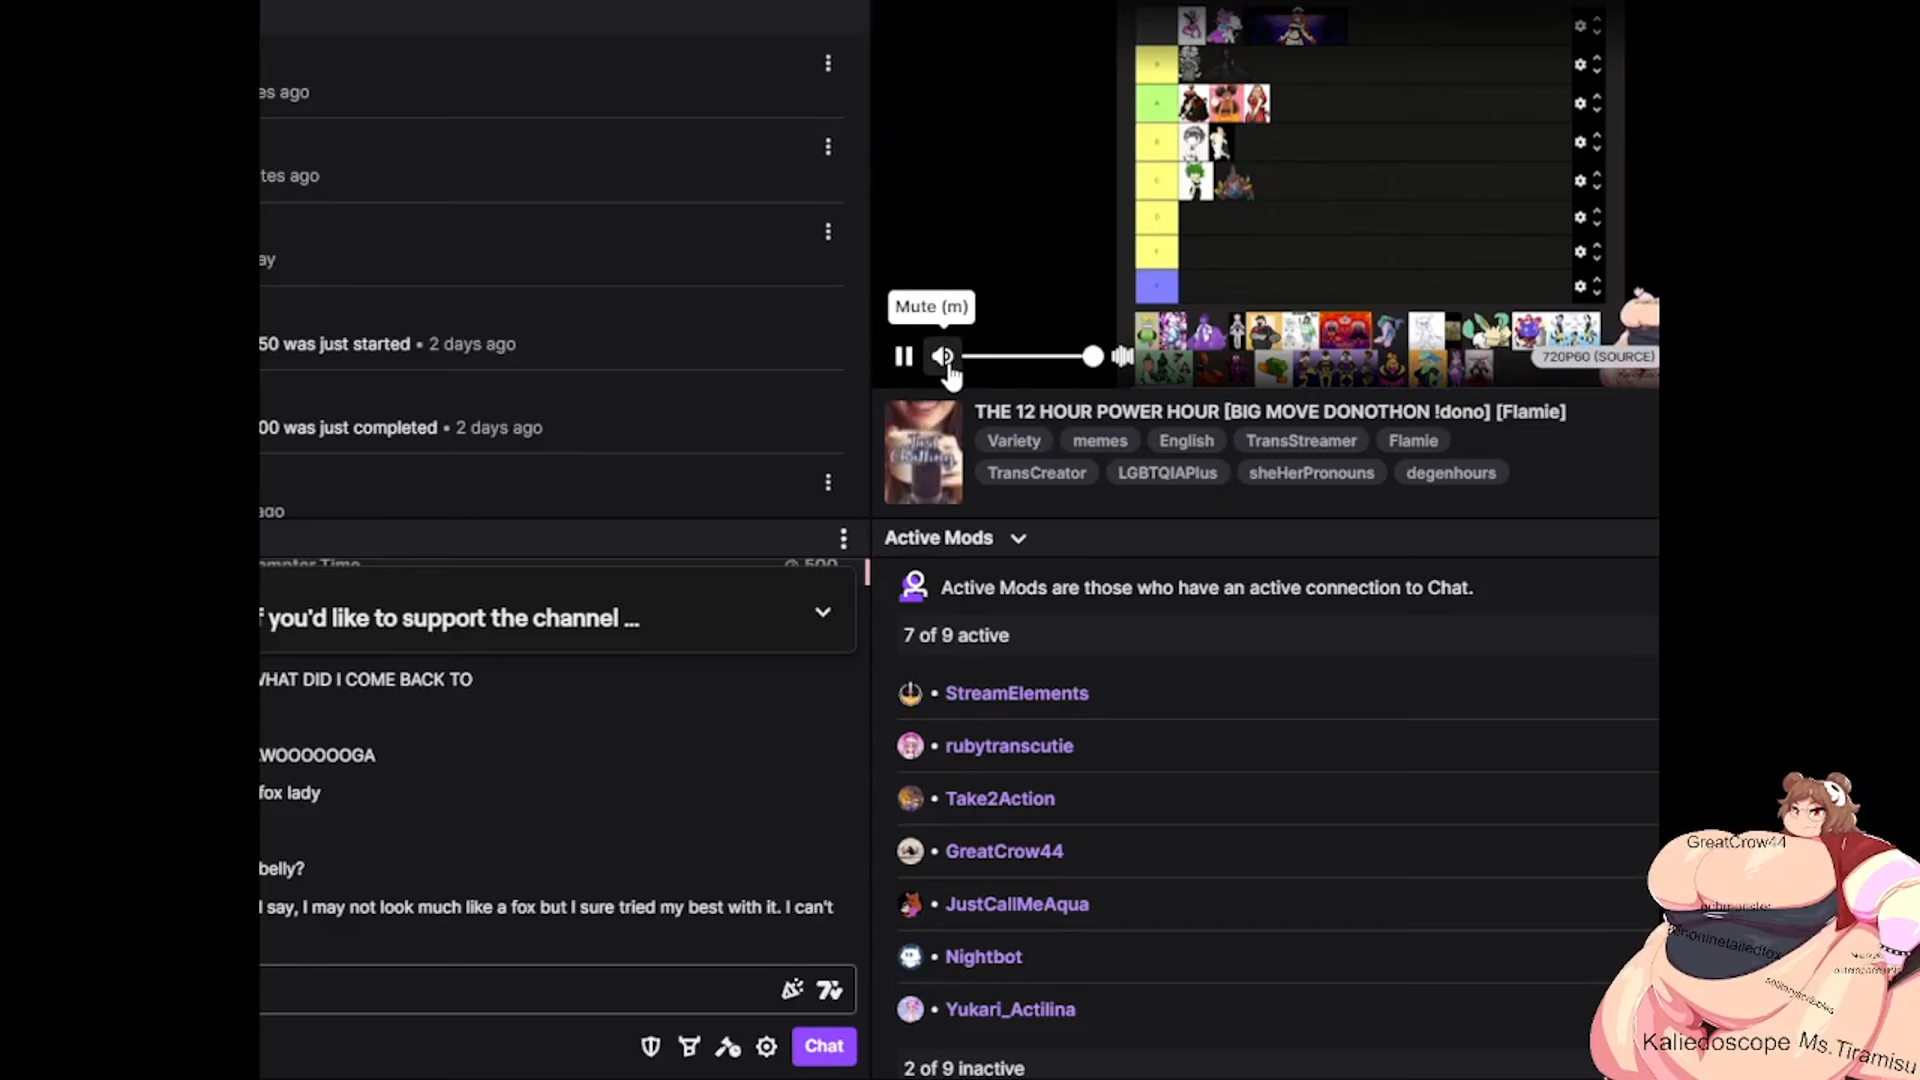 es ago
tes ago
ay
50 was just started • 2 days ago
00 was just completed • 2 days ago
ago
500
f you'd like to support the channel ...
WHAT DID I COME BACK TO
WOOOOOOGA
fox lady
belly?
I say, I may not look much like a fox but I sure tried my best with it. I can't
Chat
A
C
D
F
Mute (m)
720P60 (SOURCE)
Just
Chatting
THE 12 HOUR POWER HOUR [BIG MOVE DONOTHON !dono] [Flamie]
Variety
memes
English
TransStreamer
Flamie
TransCreator
LGBTQIAPlus
sheHerPronouns
degenhours
Active Mods
Active Mods are those who have an active connection to Chat.
7 of 9 active
• StreamElements
• rubytranscutie
• Take2Action
• GreatCrow44
• JustCallMeAqua
• Nightbot
• Yukari_Actilina
2 of 9 inactive
GreatCrow44
Kaliedoscope
Ms.Tiramisu